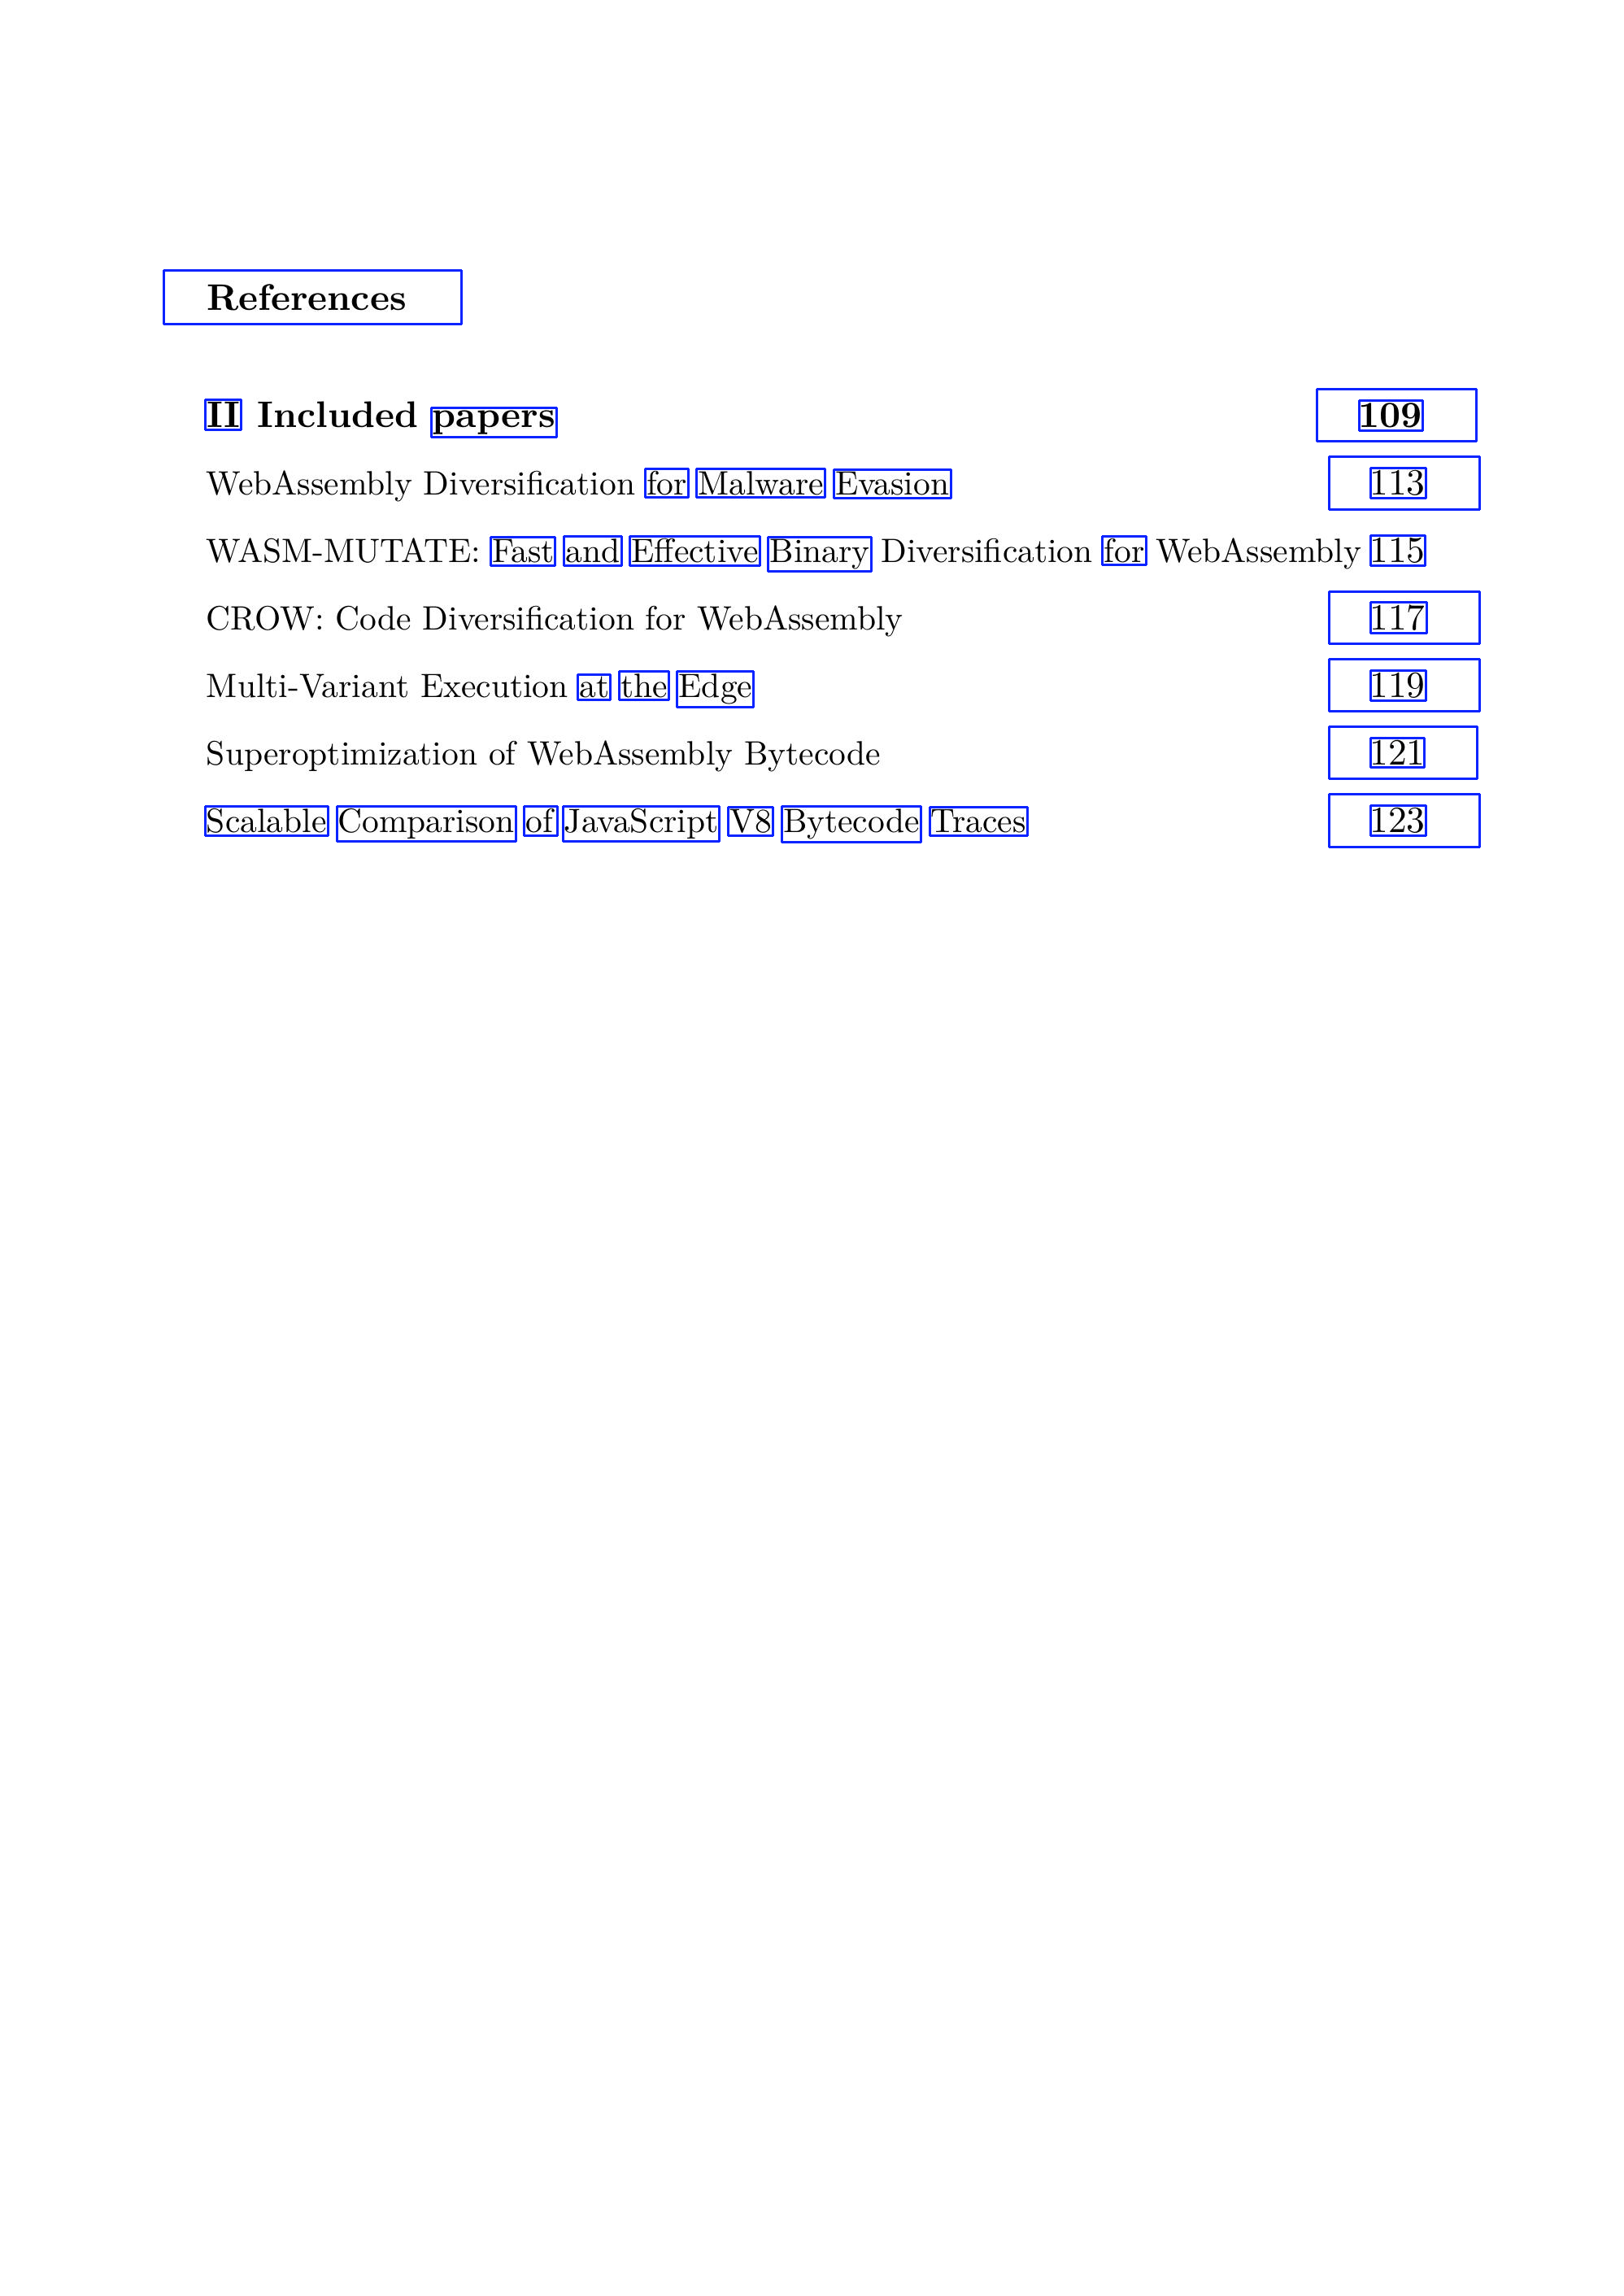 References
II Included papers 109
WebAssembly Diversification for Malware Evasion 113
WASM-MUTATE: Fast and Effective Binary Diversification for WebAssembly 115
CROW: Code Diversification for WebAssembly 117
Multi-Variant Execution at the Edge 119
Superoptimization of WebAssembly Bytecode 121
Scalable Comparison of JavaScript V8 Bytecode Traces 123